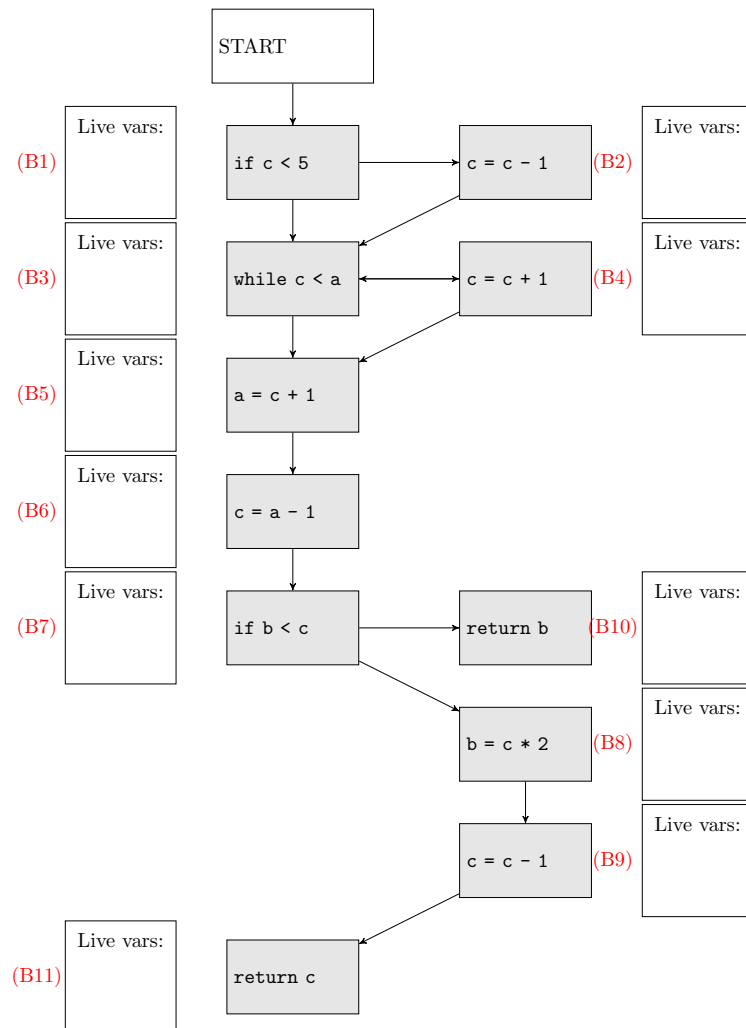 START
Live vars:
(B1)
if c < 5
c = c - 1
(B2)
Live vars:
Live vars:
(B3)
while c < a
c = c + 1
(B4)
Live vars:
Live vars:
(B5)
a = c + 1
Live vars:
(B6)
c = a - 1
Live vars:
(B7)
if b < c
return b
(B10)
Live vars:
b = c * 2
(B8)
Live vars:
c = c - 1
(B9)
Live vars:
Live vars:
(B11)
return c